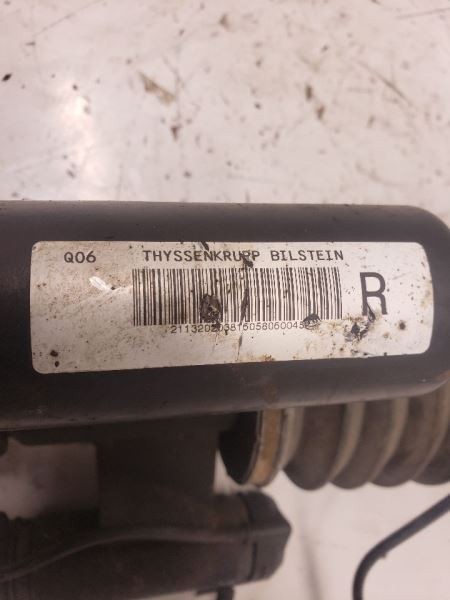 Q06 THYSSENKRUPP BILSTEIN
R